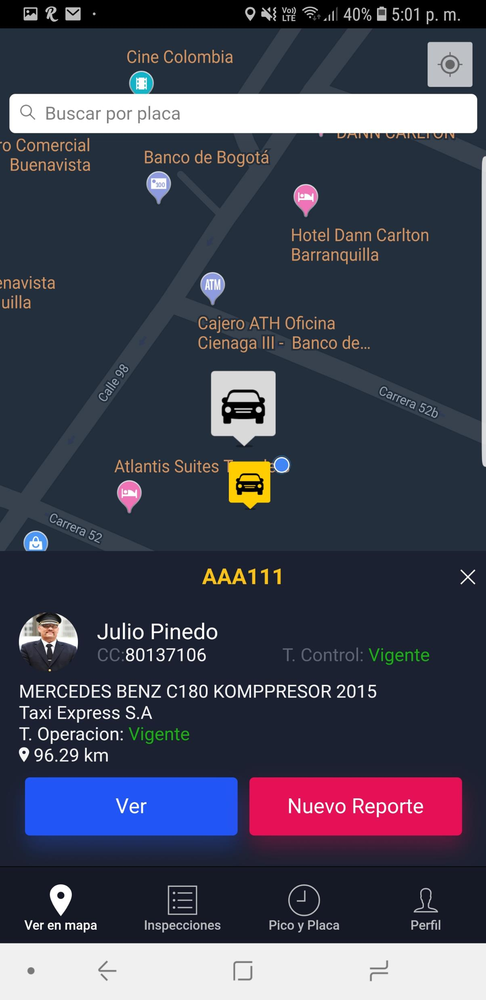 Vo)) LTE 40% 5:01 p. m.
Cine Colombia
Buscar por placa
DANN CARLTON
ro Comercial
Buenavista
Banco de Bogotá
100
Hotel Dann Carlton
Barranquilla
enavista
uilla
ATM
Cajero ATH Oficina
Cienaga III - Banco de...
Calle 98
Carrera 52b
Atlantis Suites
Carrera 52
AAA111
Julio Pinedo
CC:80137106 T. Control: Vigente
MERCEDES BENZ C180 KOMPPRESOR 2015
Taxi Express S.A
T. Operacion: Vigente
96.29 km
Ver Nuevo Reporte
Ver en mapa Inspecciones Pico y Placa Perfil